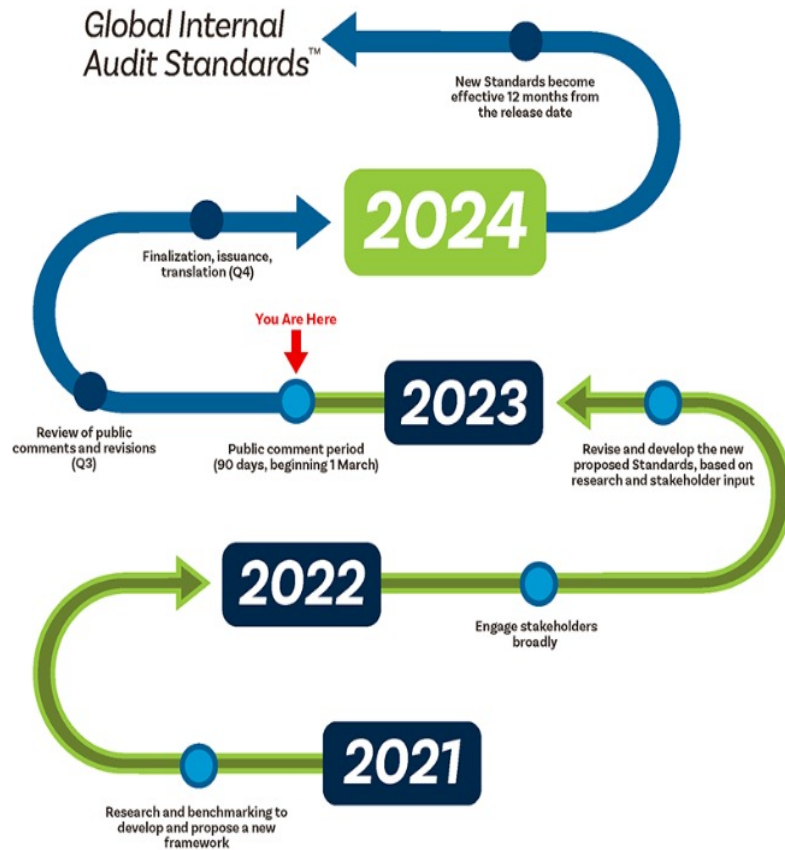 Global Internal
Audit Standards™
New Standards become
effective 12 months from
the release date
2024
Finalization, issuance,
translation (Q4)
You Are Here
2023
Review of public
comments and revisions
(Q3)
Public comment period
(90 days, beginning 1 March)
Revise and develop the new
proposed Standards, based on
research and stakeholder input
2022
Engage stakeholders
broadly
2021
Research and benchmarking to
develop and propose a new
framework